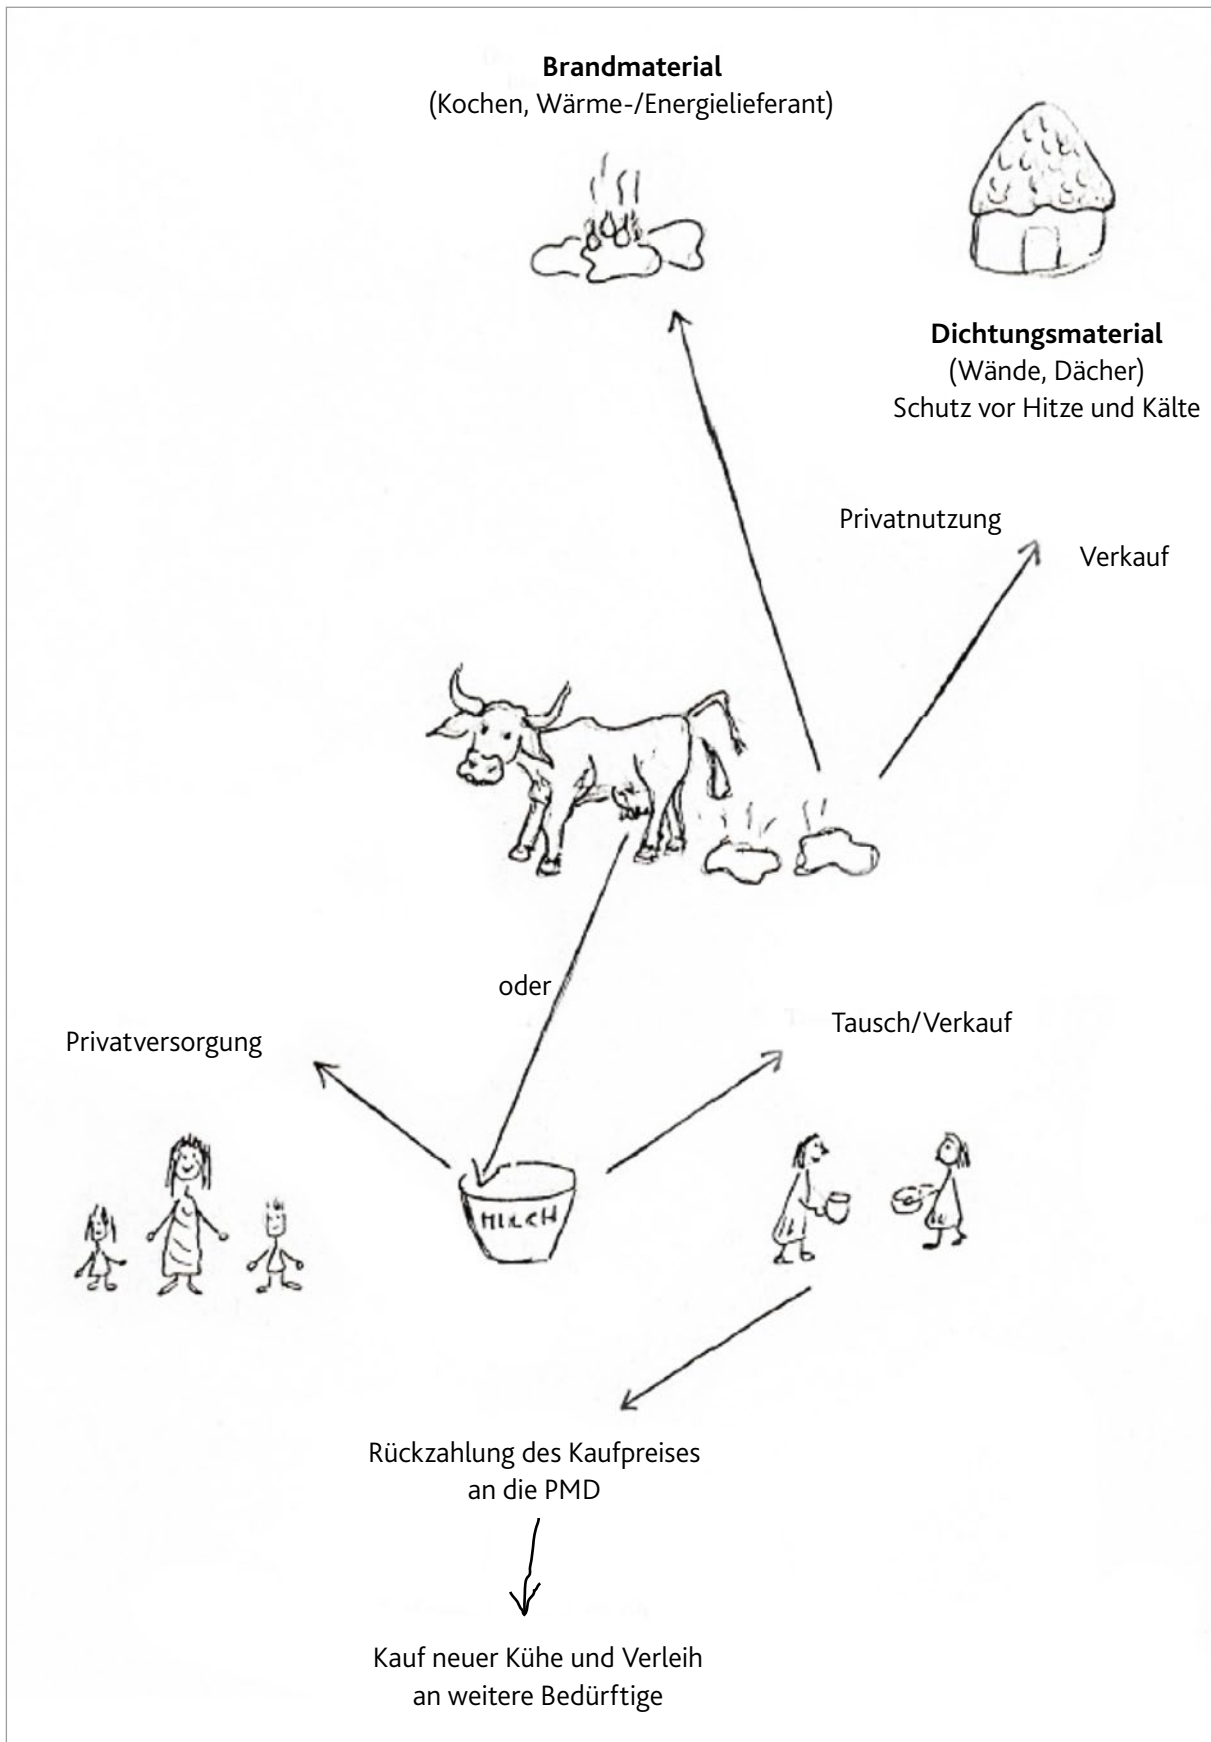 Brandmaterial
(Kochen, Wärme-/Energielieferant)
Dichtungsmaterial
(Wände, Dächer)
Schutz vor Hitze und Kälte
Privatnutzung
Verkauf
oder
Privatversorgung
Tausch/Verkauf
MILCH
Rückzahlung des Kaufpreises
an die PMD
Kauf neuer Kühe und Verleih
an weitere Bedürftige